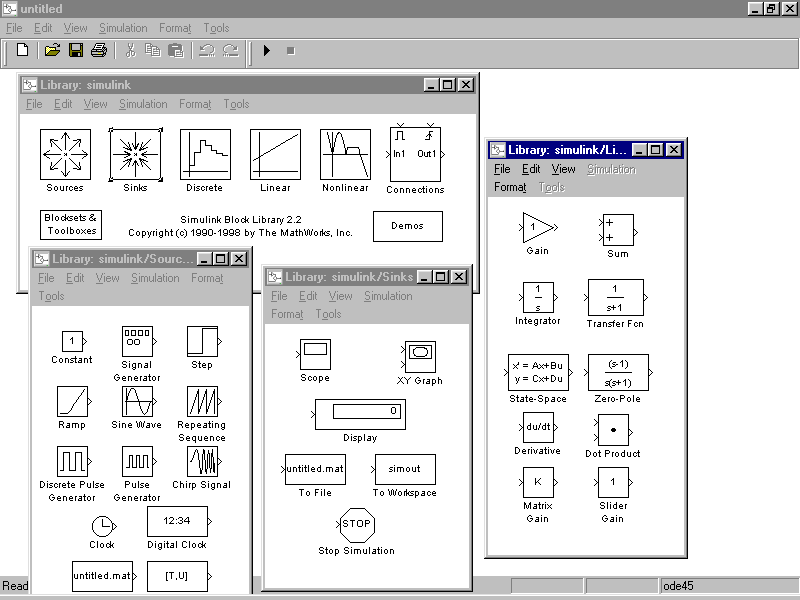 untitled
File Edit View Simulation Format Tools
Library: simulink
File Edit View Simulation Format Tools
In1 Out1
Sources Sinks Discrete Linear Nonlinear Connections
Blocksets &
Toolboxes
Simulink Block Library 2.2
Copyright (c) 1990-1998 by The MathWorks, Inc.
Demos
Library: simulink/Sourc...
File Edit View Simulation Format
Tools
1
Constant
Signal
Generator
Step
Ramp
Sine Wave
Repeating
Sequence
Discrete Pulse
Generator
Pulse
Generator
Chirp Signal
Clock
12:34
Digital Clock
untitled.mat
[T,U]
Library: simulink/Sinks
File Edit View Simulation
Format Tools
Scope
XY Graph
0
Display
untitled.mat
To File
simout
To Workspace
STOP
Stop Simulation
Library: simulink/Li...
File Edit View Simulation
Format Tools
1
Gain
+
+
Sum
1
s
Integrator
1
s+1
Transfer Fcn
x' = Ax+Bu
y = Cx+Du
State-Space
(s-1)
s(s+1)
Zero-Pole
du/dt
Derivative
Dot Product
K
Matrix
Gain
1
Slider
Gain
Read
ode45